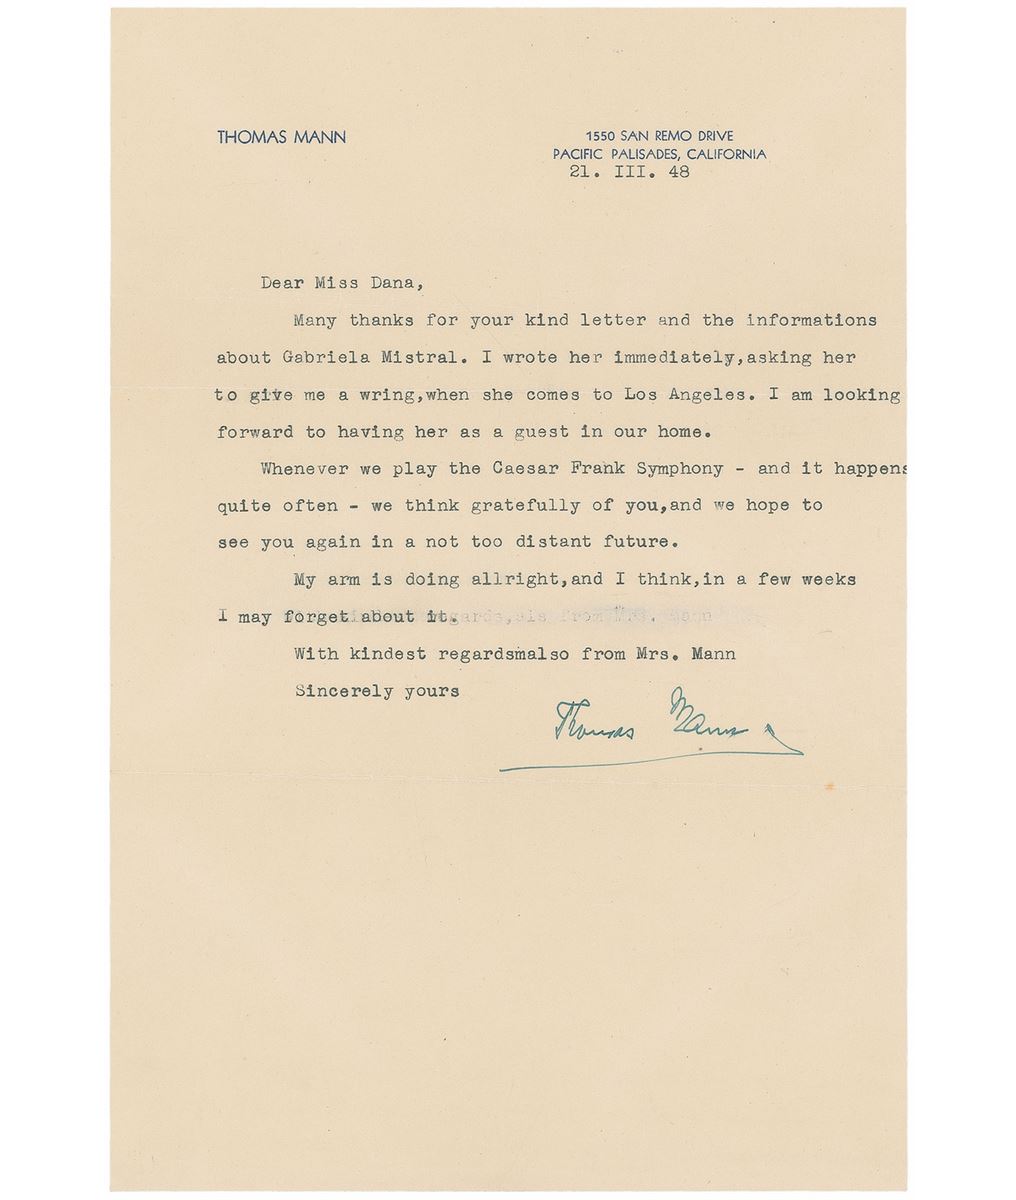 THOMAS MANN
1550 SAN REMO DRIVE
PACIFIC PALISADES, CALIFORNIA
21. III. 48
Dear Miss Dana,
Many thanks for your kind letter and the informations
about Gabriela Mistral. I wrote her immediately,asking her
to give me a wring,when she comes to Los Angeles. I am looking
forward to having her as a guest in our home.
Whenever we play the Caesar Frank Symphony - and it happens
quite often - we think gratefully of you,and we hope to
see you again in a not too distant future.
My arm is doing allright,and I think,in a few weeks
I may forget about it.
With kindest regardsmalso from Mrs. Mann
Sincerely yours
Thomas Mann